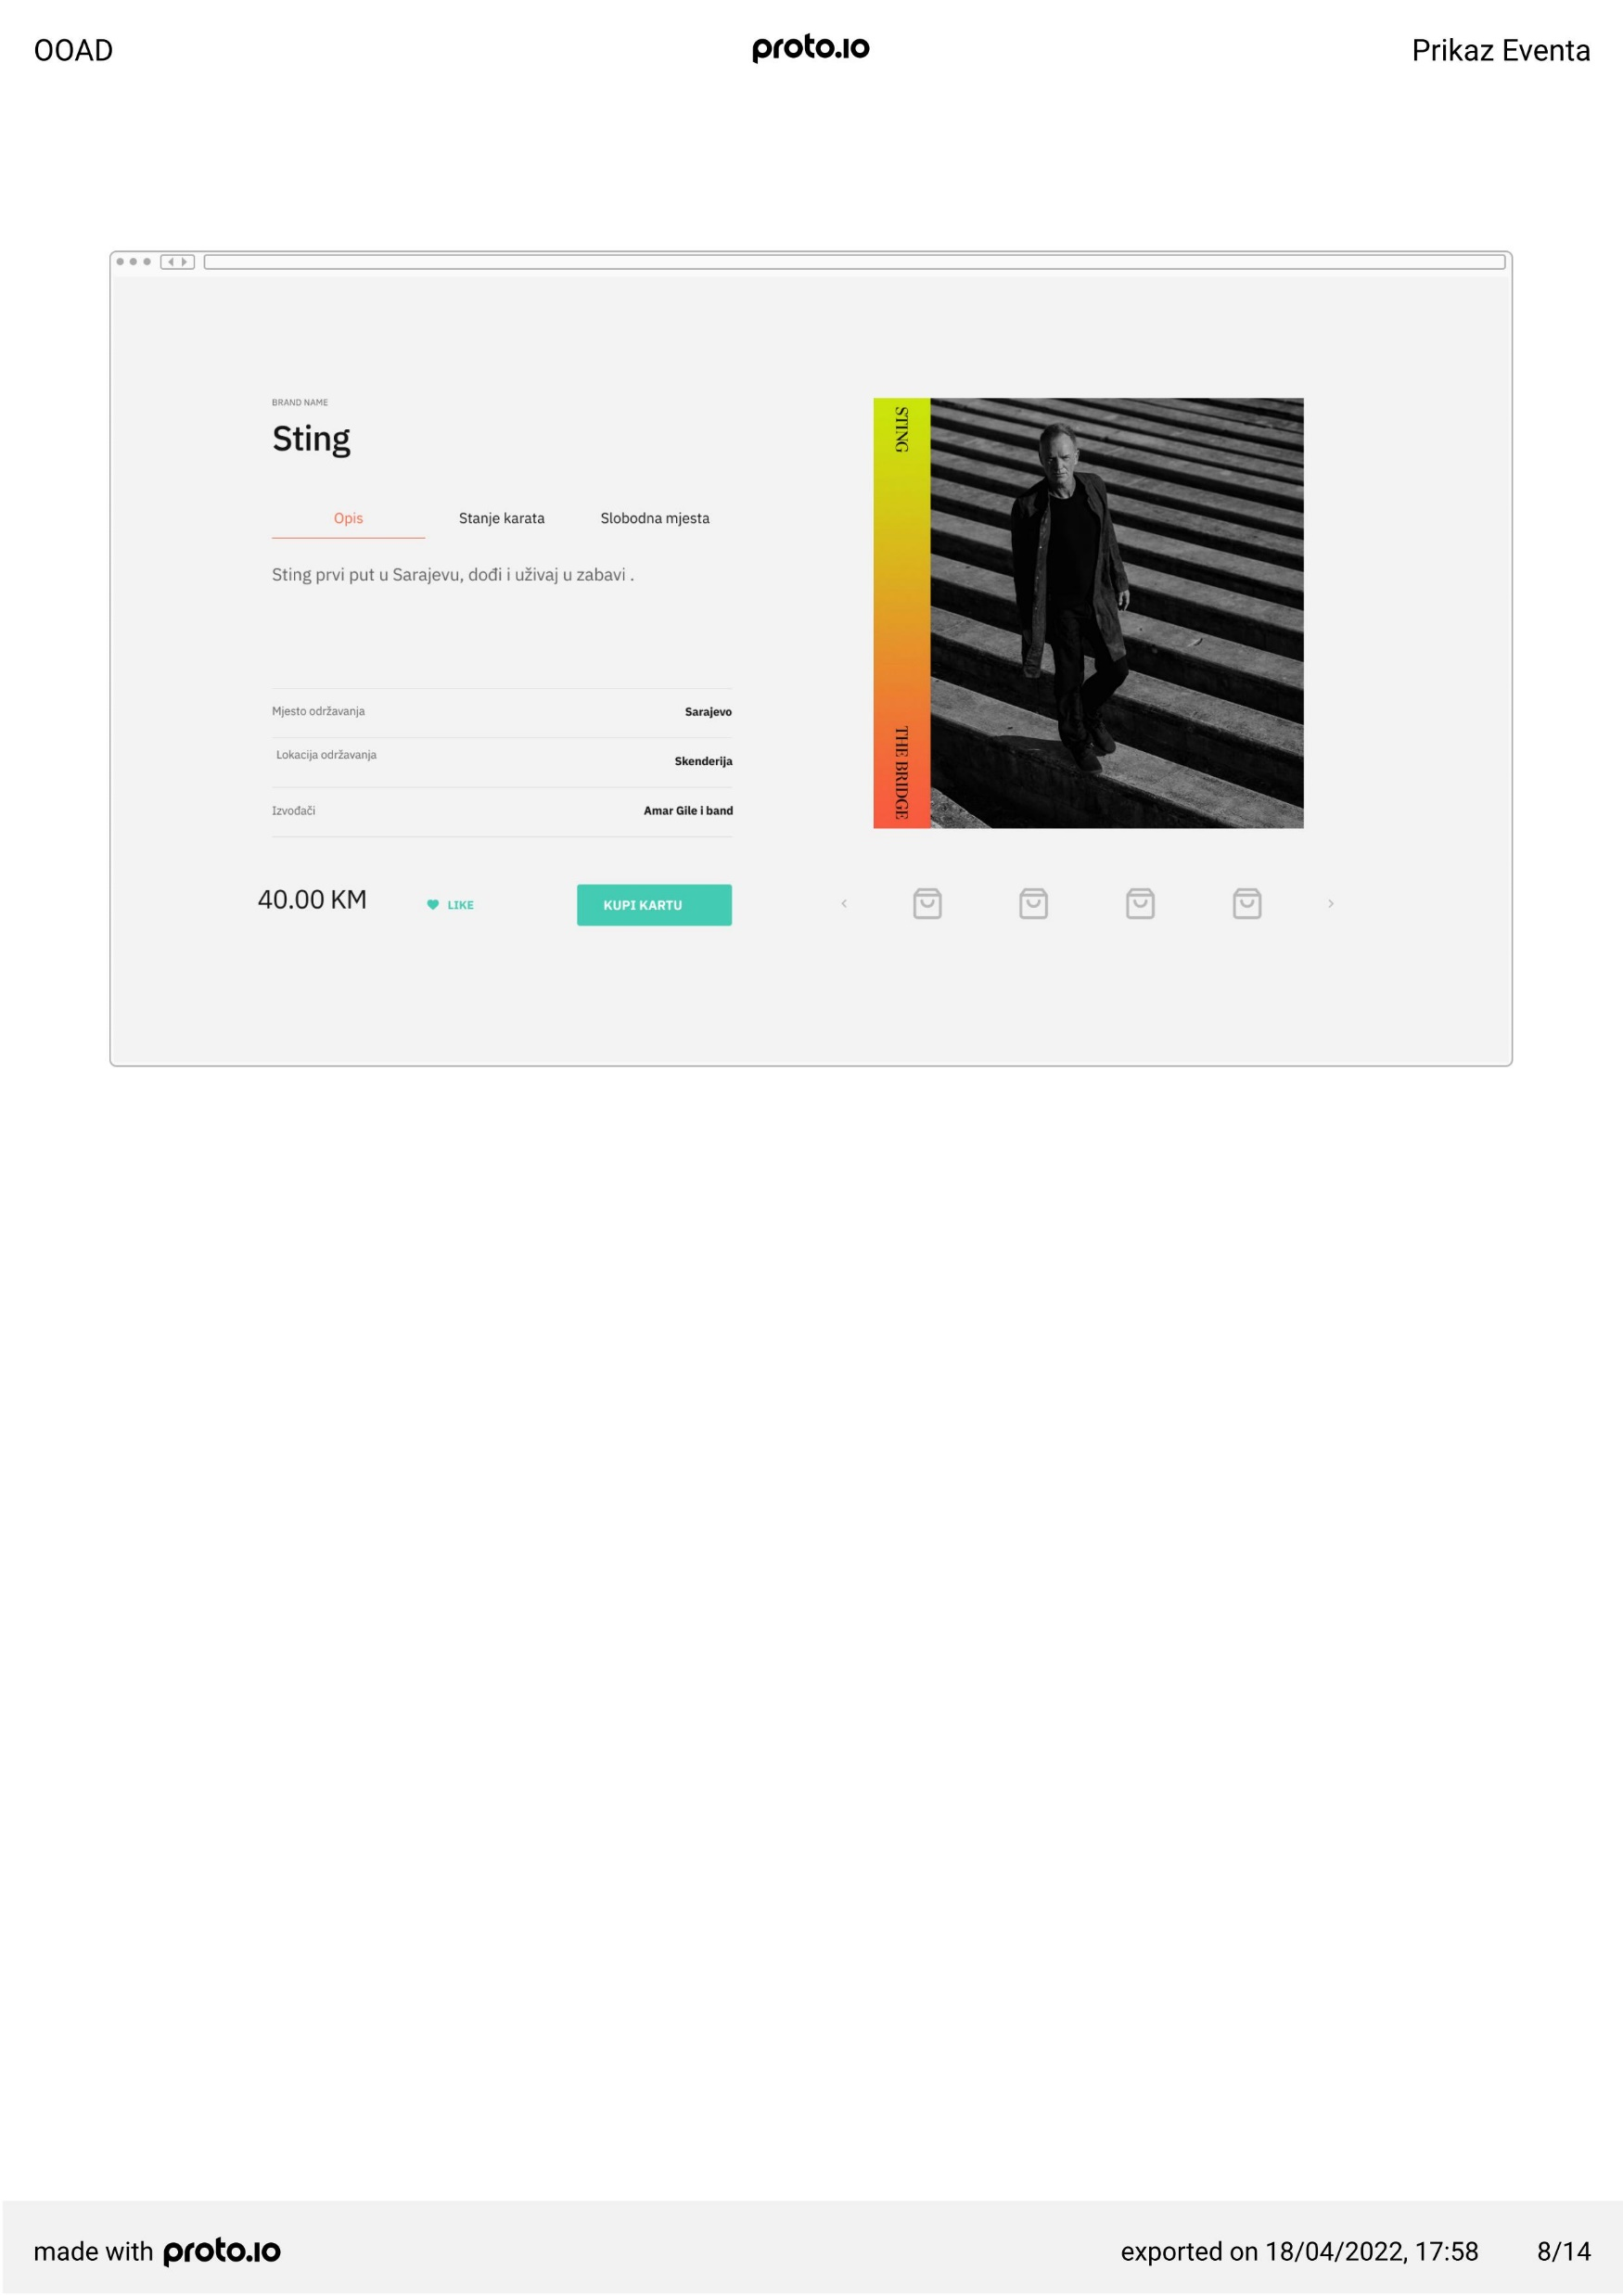 OOAD
proto.io
Prikaz Eventa
BRAND NAME
Sting
Opis
Stanje karata
Slobodna mjesta
Sting prvi put u Sarajevu, dođi i uživaj u zabavi .
Mjesto održavanja
Sarajevo
Lokacija održavanja
Skenderija
Izvođači
Amar Gile i band
40.00 KM
LIKE
KUPI KARTU
STING
THE BRIDGE
made with proto.io
exported on 18/04/2022, 17:58
8/14